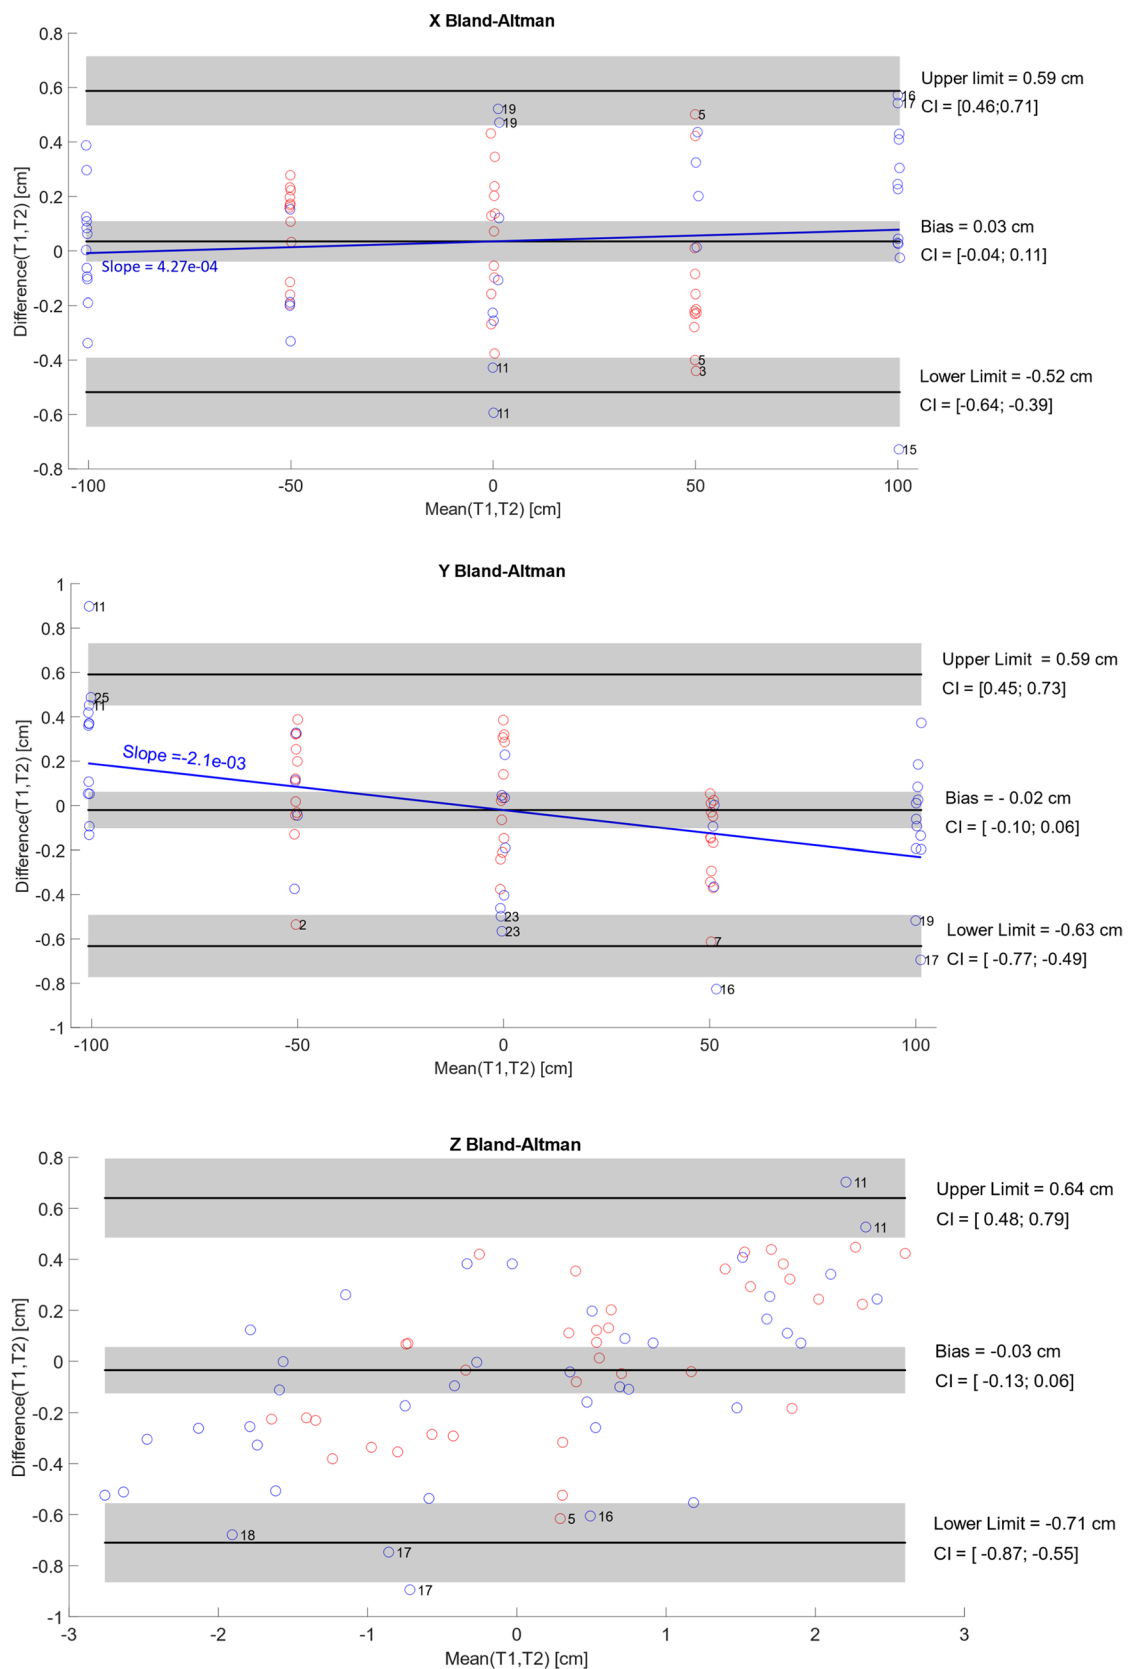 X Bland-Altman
0.8
0.6
0.4
0.2
0
-0.2
-0.4
-0.6
-0.8
Difference(T1,T2) [cm]
19
19
5
16
17
11
11
5
3
15
Slope = 4.27e-04
Upper limit = 0.59 cm
CI = [0.46;0.71]
Bias = 0.03 cm
CI = [-0.04; 0.11]
Lower Limit = -0.52 cm
CI = [-0.64; -0.39]
-100
-50
0
50
100
Mean(T1,T2) [cm]
Y Bland-Altman
1
0.8
0.6
0.4
0.2
0
-0.2
-0.4
-0.6
-0.8
-1
Difference(T1,T2) [cm]
11
25
11
Slope =-2.1e-03
2
23
23
7
16
19
17
Upper Limit = 0.59 cm
CI = [0.45; 0.73]
Bias = - 0.02 cm
CI = [ -0.10; 0.06]
Lower Limit = -0.63 cm
CI = [ -0.77; -0.49]
-100
-50
0
50
100
Mean(T1,T2) [cm]
Z Bland-Altman
0.8
0.6
0.4
0.2
0
-0.2
-0.4
-0.6
-0.8
-1
Difference(T1,T2) [cm]
11
11
18
17
17
5
16
Upper Limit = 0.64 cm
CI = [ 0.48; 0.79]
Bias = -0.03 cm
CI = [ -0.13; 0.06]
Lower Limit = -0.71 cm
CI = [ -0.87; -0.55]
-3
-2
-1
0
1
2
3
Mean(T1,T2) [cm]